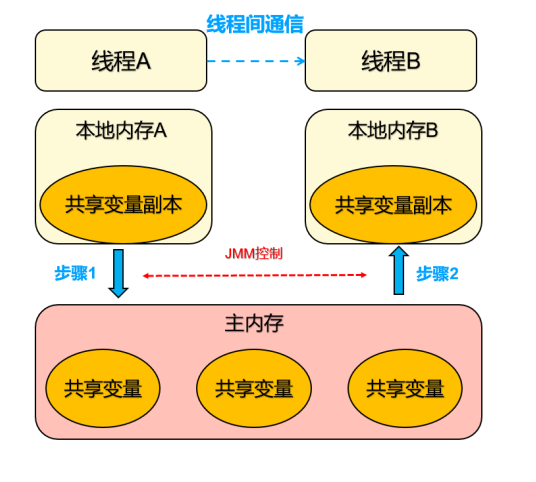 线程间通信
线程A
线程B
本地内存A
本地内存B
共享变量副本
共享变量副本
步骤1
JMM控制
步骤2
主内存
共享变量
共享变量
共享变量